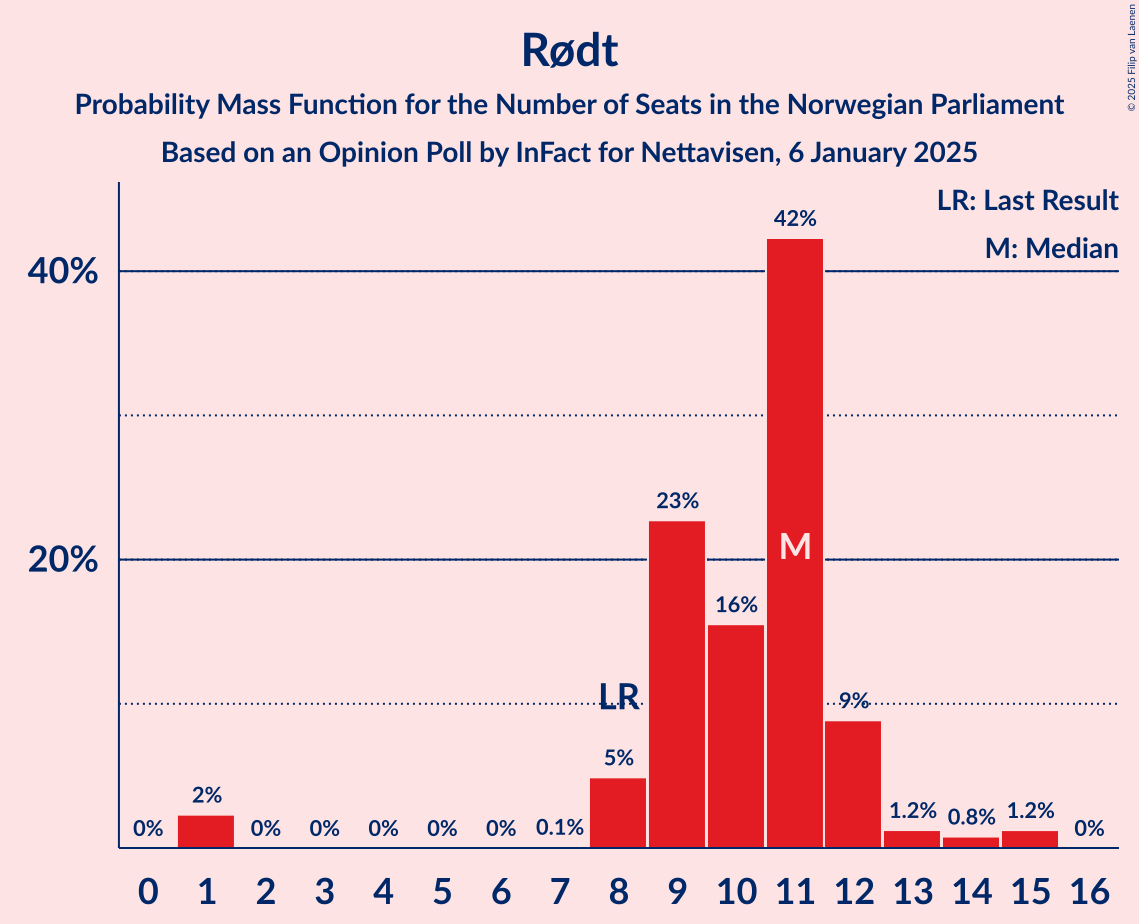 Rødt
Probability Mass Function for the Number of Seats in the Norwegian Parliament
Based on an Opinion Poll by InFact for Nettavisen, 6 January 2025
© 2025 Filip van Laenen
LR: Last Result
M: Median
40%
20%
0%
2%
0%
0%
0%
0%
0%
0.1%
5%
LR
23%
16%
42%
M
9%
1.2%
0.8%
1.2%
0%
0 1 2 3 4 5 6 7 8 9 10 11 12 13 14 15 16